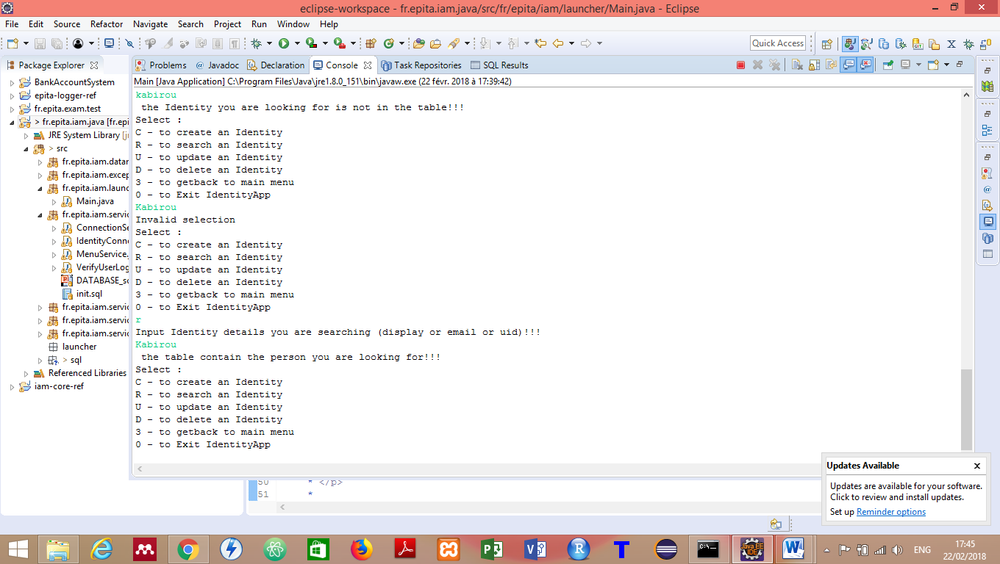 eclipse-workspace - fr.epita.iam.java/src/fr/epita/iam/launcher/Main.java - Eclipse
File Edit Source Refactor Navigate Search Project Run Window Help
Quick Access
Package Explorer
BankAccountSystem
epita-logger-ref
fr.epita.exam.test
> fr.epita.iam.java [fr.epi
JRE System Library [j
> src
fr.epita.iam.datar
fr.epita.iam.excep
fr.epita.iam.launc
Main.java
fr.epita.iam.servic
ConnectionSe
IdentityConne
MenuService.
VerifyUserLog
DATABASE_sc
init.sql
fr.epita.iam.servic
fr.epita.iam.servic
fr.epita.iam.servic
launcher
> sql
Referenced Libraries
iam-core-ref
Problems @ Javadoc Declaration Console Task Repositories SQL Results
Main [Java Application] C:\Program Files\Java\jre1.8.0_151\bin\javaw.exe (22 févr. 2018 à 17:39:42)
kabirou
the Identity you are looking for is not in the table!!!
Select :
C - to create an Identity
R - to search an Identity
U - to update an Identity
D - to delete an Identity
3 - to getback to main menu
0 - to Exit IdentityApp
Kabirou
Invalid selection
Select :
C - to create an Identity
R - to search an Identity
U - to update an Identity
D - to delete an Identity
3 - to getback to main menu
0 - to Exit IdentityApp
r
Input Identity details you are searching (display or email or uid)!!!
Kabirou
the table contain the person you are looking for!!!
Select :
C - to create an Identity
R - to search an Identity
U - to update an Identity
D - to delete an Identity
3 - to getback to main menu
0 - to Exit IdentityApp
50 * </p>
51 *
Updates Available
Updates are available for your software.
Click to review and install updates.
Set up Reminder options
ENG
17:45
22/02/2018